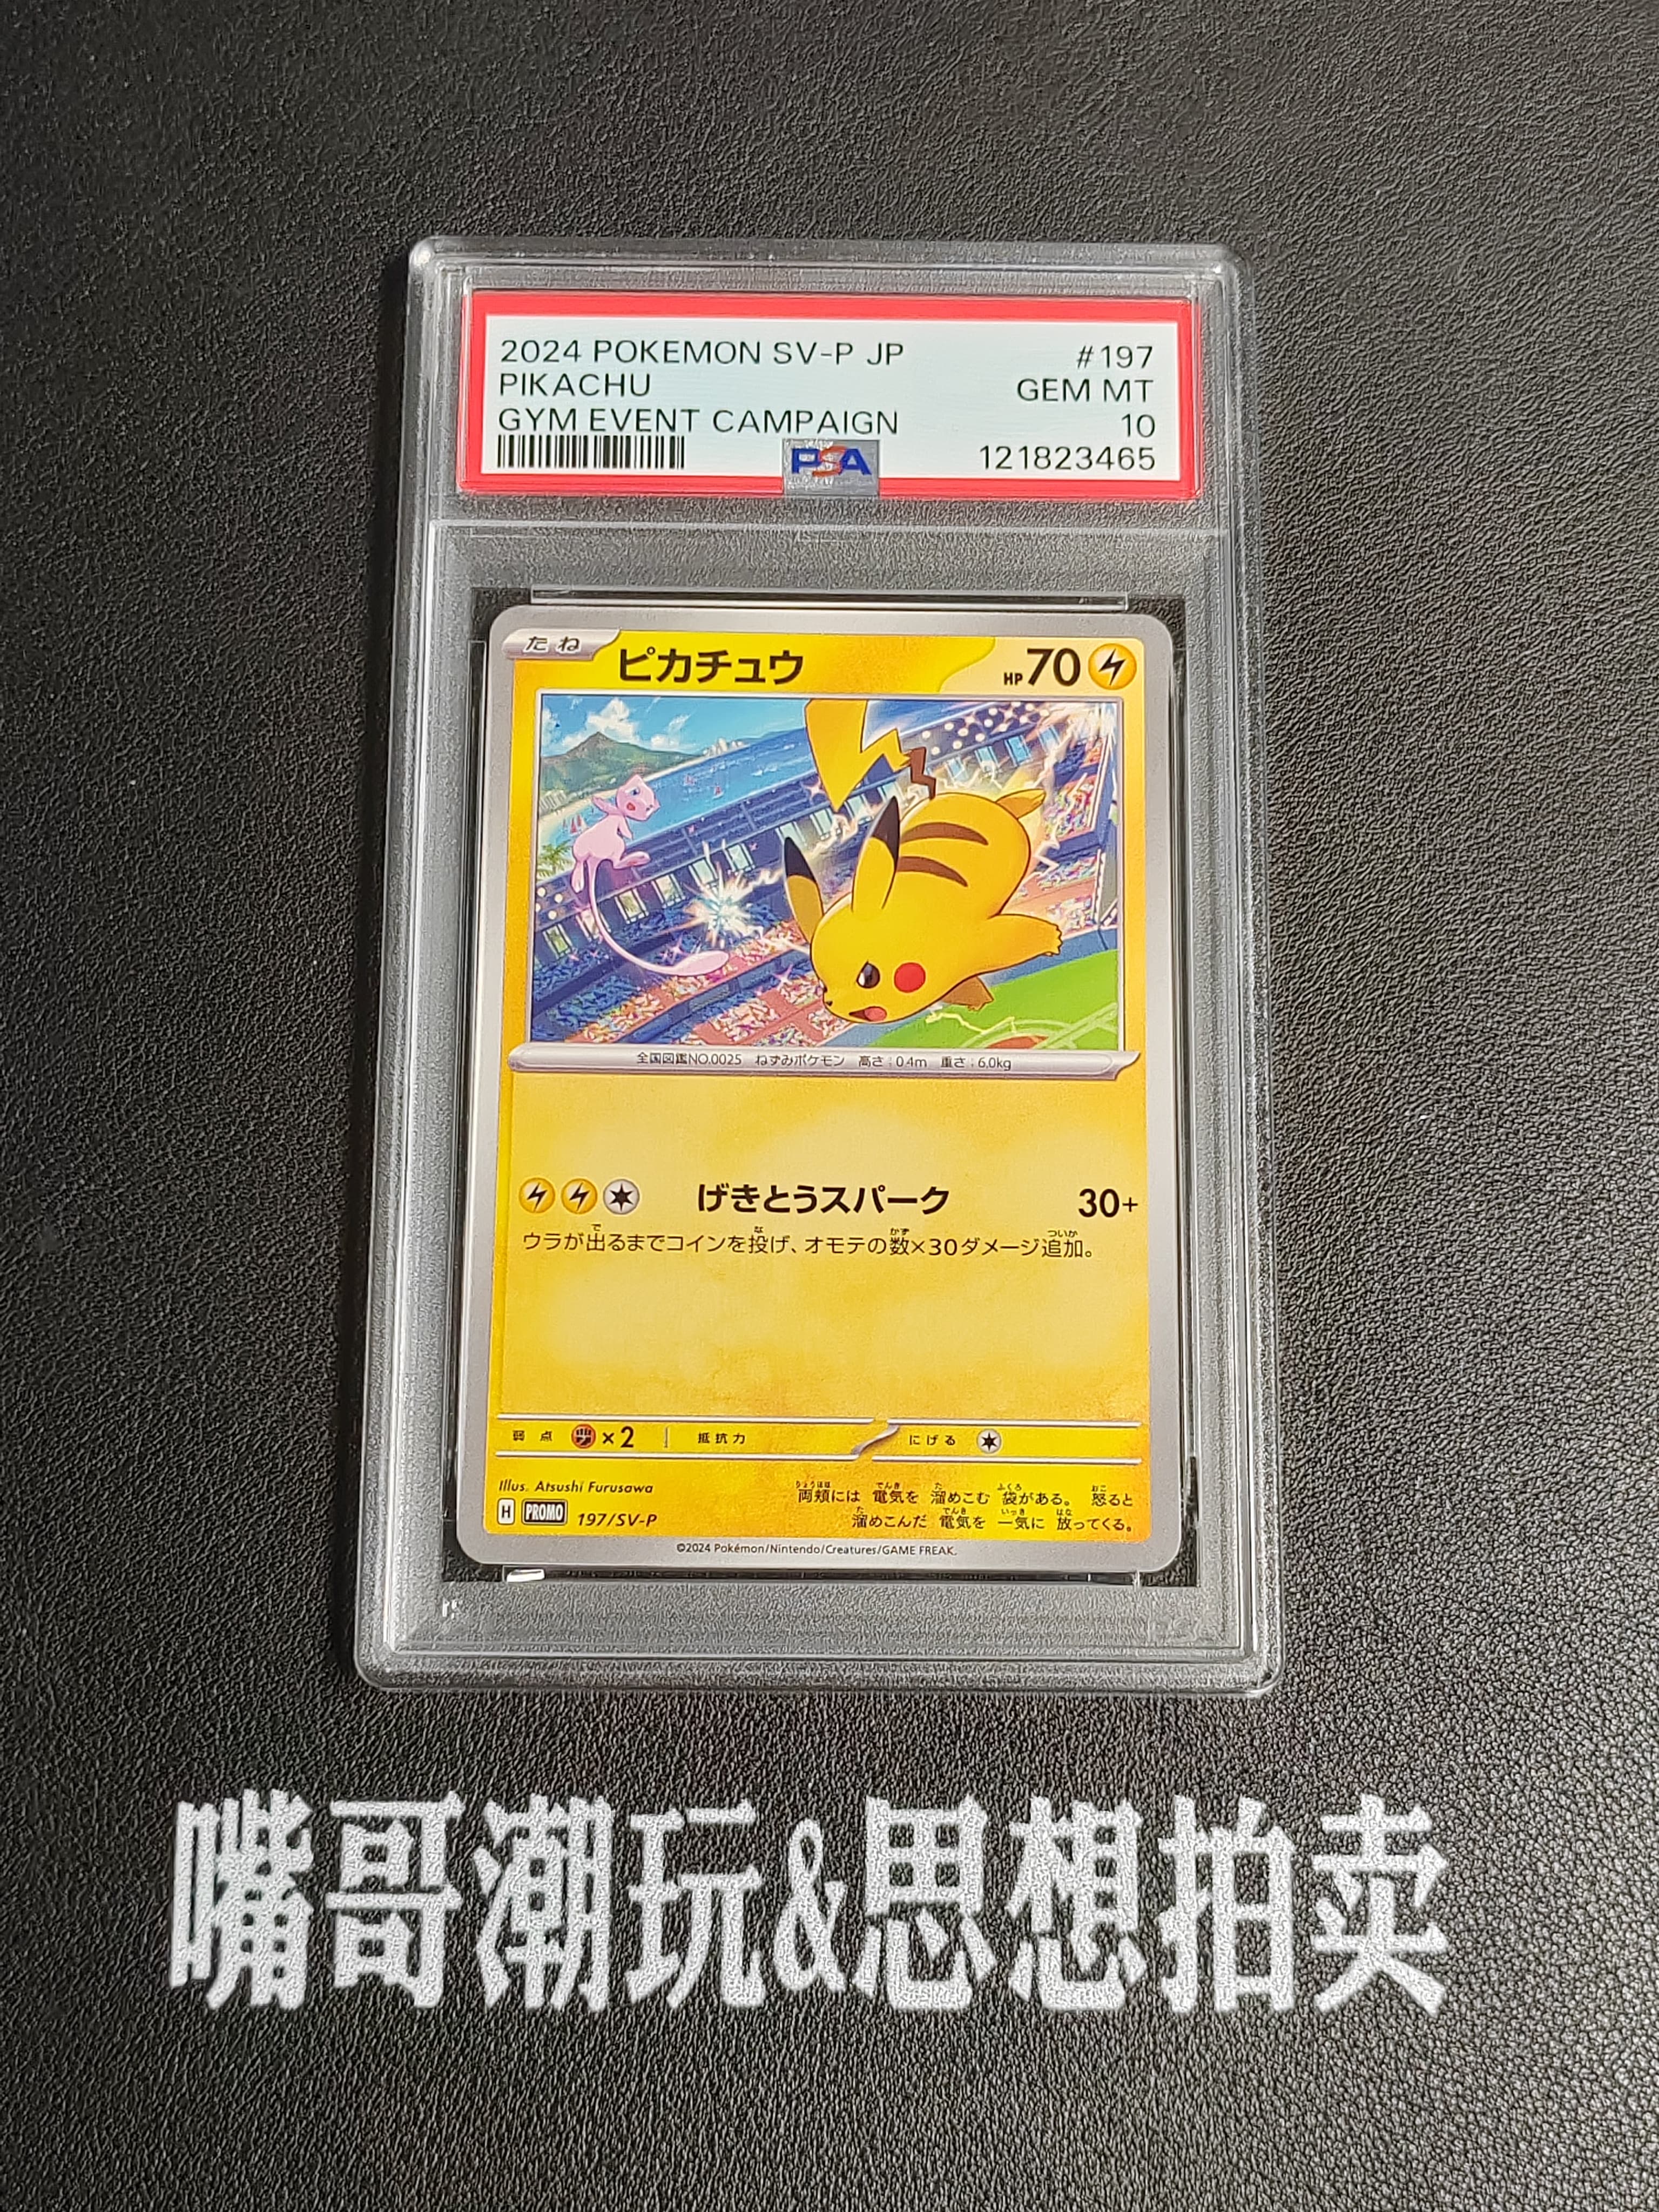 2024 POKEMON SV-P JP #197
PIKACHU GEM MT
GYM EVENT CAMPAIGN 10
PSA 121823465
たね ピカチュウ HP70
全国図鑑NO.0025 ねずみポケモン 高さ:0.4m 重さ:6.0kg
げきとうスパーク 30+
ウラが出るまでコインを投げ、オモテの数×30ダメージ追加。
弱点 ×2 抵抗力 にげる
Illus. Atsushi Furusawa
両頬には 電気を 溜めこむ 袋がある。 怒ると
溜めこんだ 電気を 一気に 放ってくる。
H PROMO 197/SV-P
©2024 Pokémon/Nintendo/Creatures/GAME FREAK.
嘴哥潮玩&思想拍卖